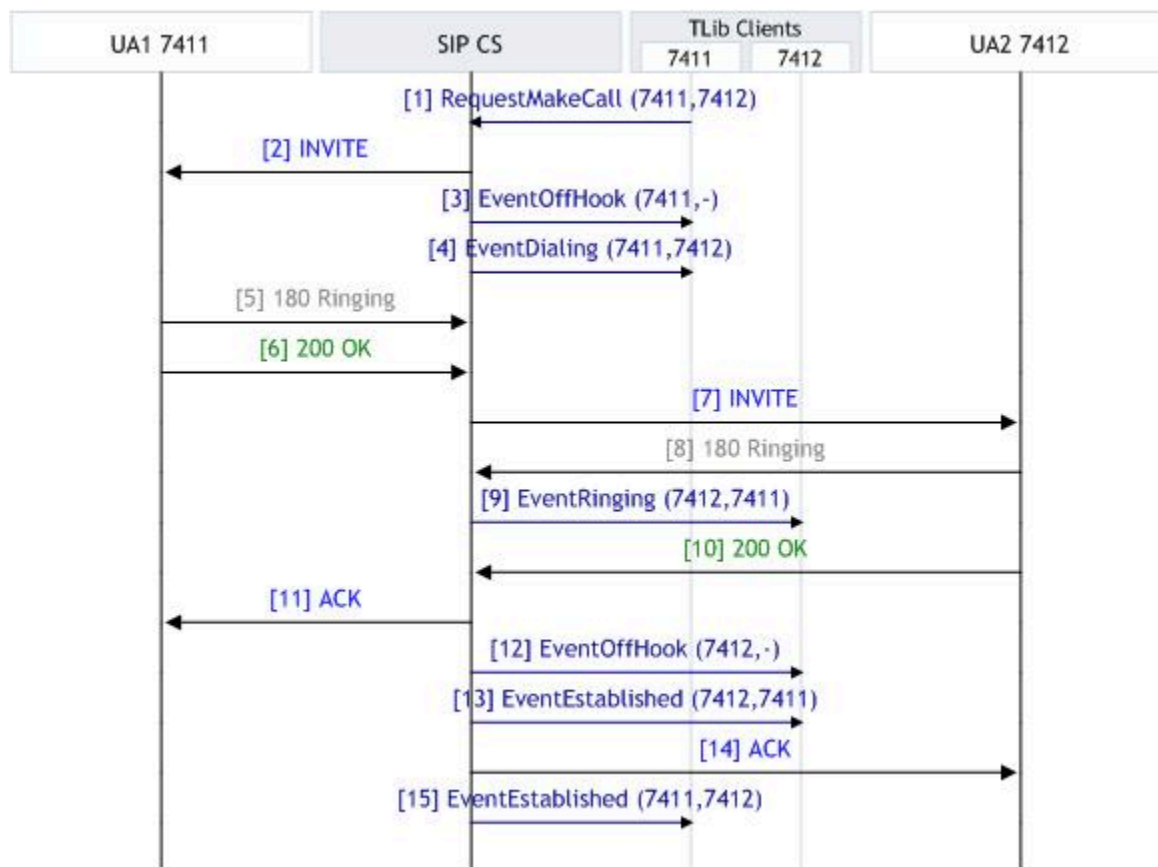 UA1 7411
SIP CS
TLib Clients
7411
7412
UA2 7412
[1] RequestMakeCall (7411,7412)
[2] INVITE
[3] EventOffHook (7411,-)
[4] EventDialing (7411,7412)
[5] 180 Ringing
[6] 200 OK
[7] INVITE
[8] 180 Ringing
[9] EventRinging (7412,7411)
[10] 200 OK
[11] ACK
[12] EventOffHook (7412,-)
[13] EventEstablished (7412,7411)
[14] ACK
[15] EventEstablished (7411,7412)